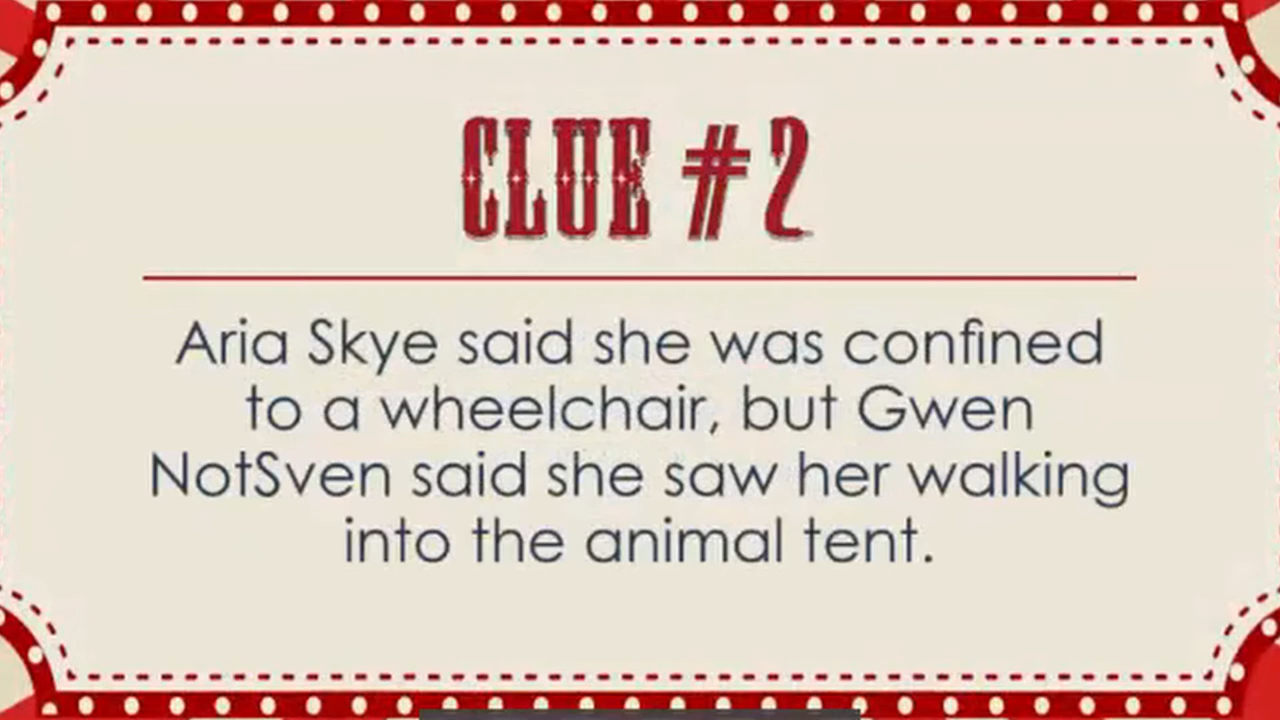 CLUE #2
Aria Skye said she was confined
to a wheelchair, but Gwen
NotSven said she saw her walking
into the animal tent.